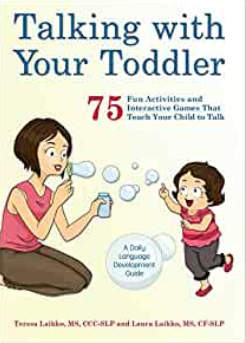 Talking with
Your Toddler
75 Fun Activities and
Interactive Games That
Teach Your Child to Talk
A Daily
Language
Development
Guide
Teresa Laikko, MS, CCC-SLP and Laura Laikko, MS, CF-SLP